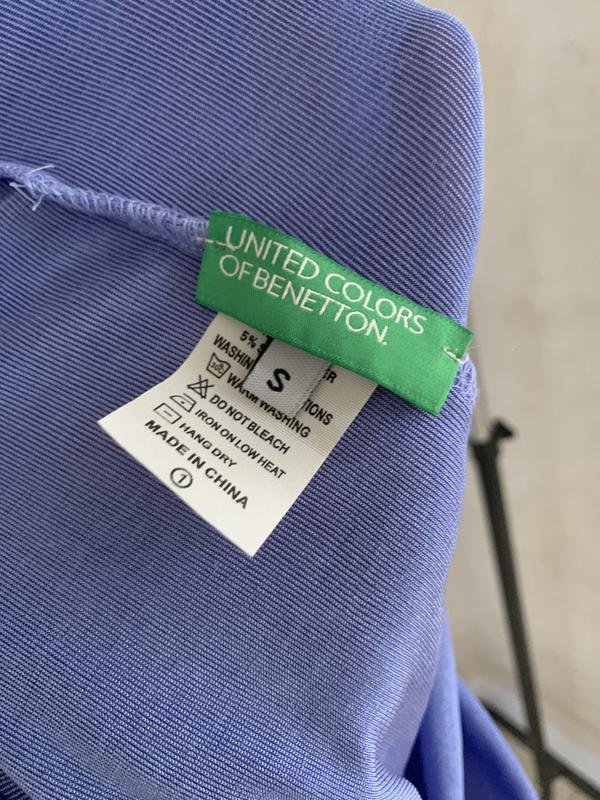 UNITED COLORS
OF BENETTON.
5%
S
WARM WASHING
DO NOT BLEACH
IRON ON LOW HEAT
HANG DRY
MADE IN CHINA
1